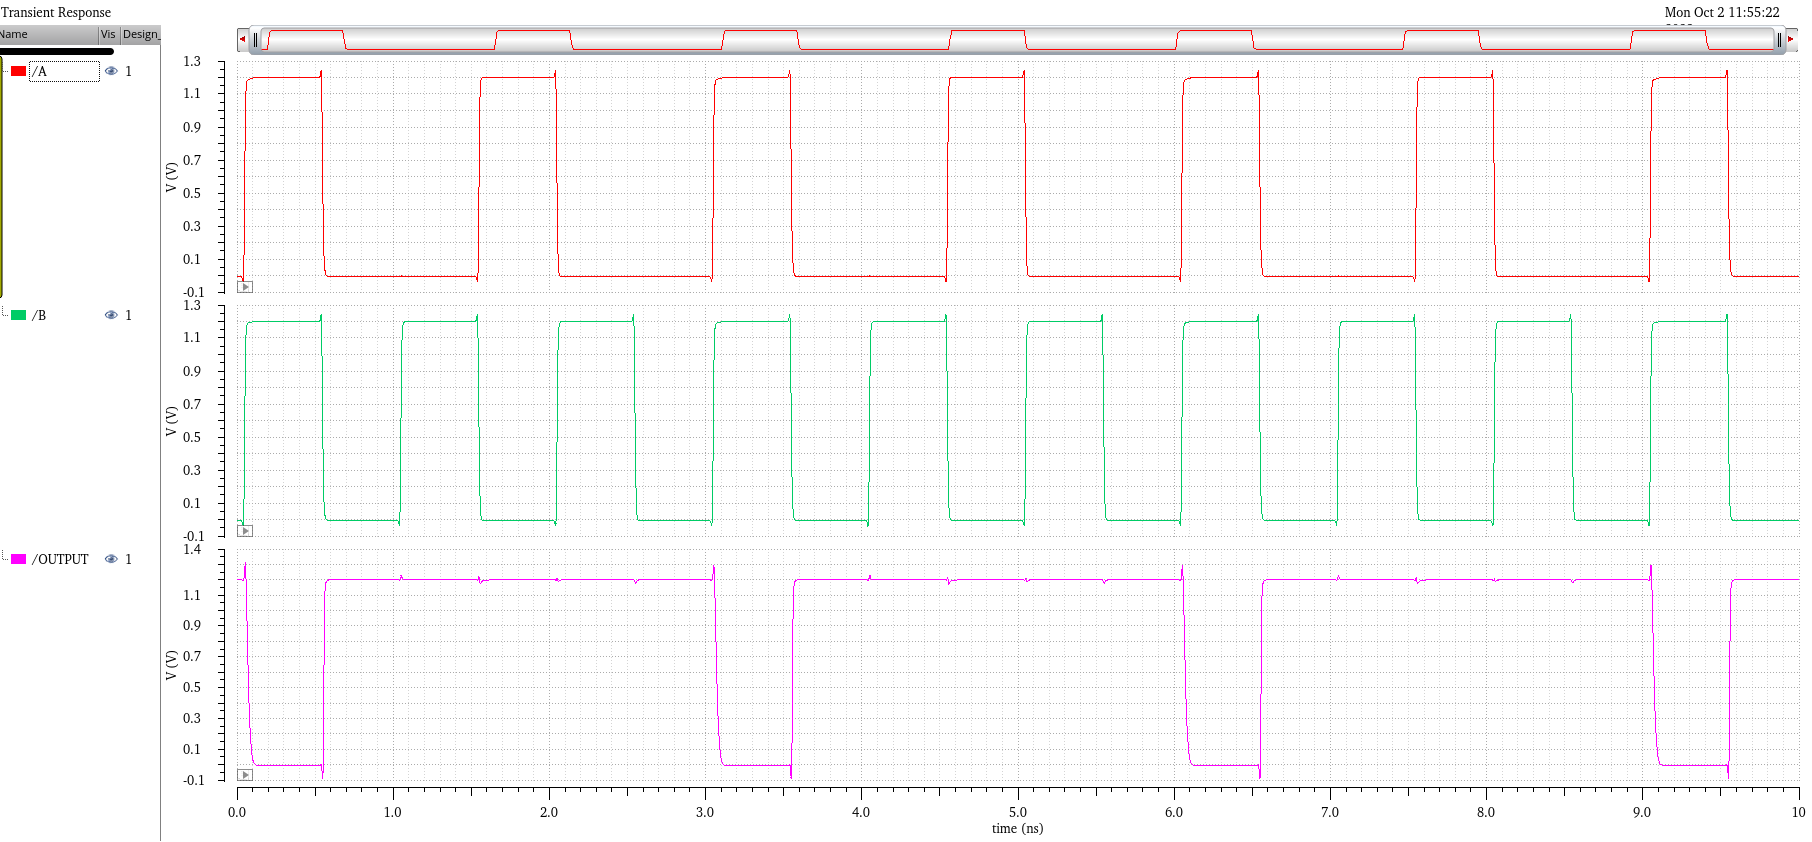 Transient Response
Mon Oct 2 11:55:22
Name Vis Design_
/A 1
1.3
1.1
0.9
0.7
0.5
0.3
0.1
-0.1
V (V)
/B 1
1.3
1.1
0.9
0.7
0.5
0.3
0.1
-0.1
V (V)
/OUTPUT 1
1.4
1.1
0.9
0.7
0.5
0.3
0.1
-0.1
V (V)
0.0 1.0 2.0 3.0 4.0 5.0 6.0 7.0 8.0 9.0 10
time (ns)